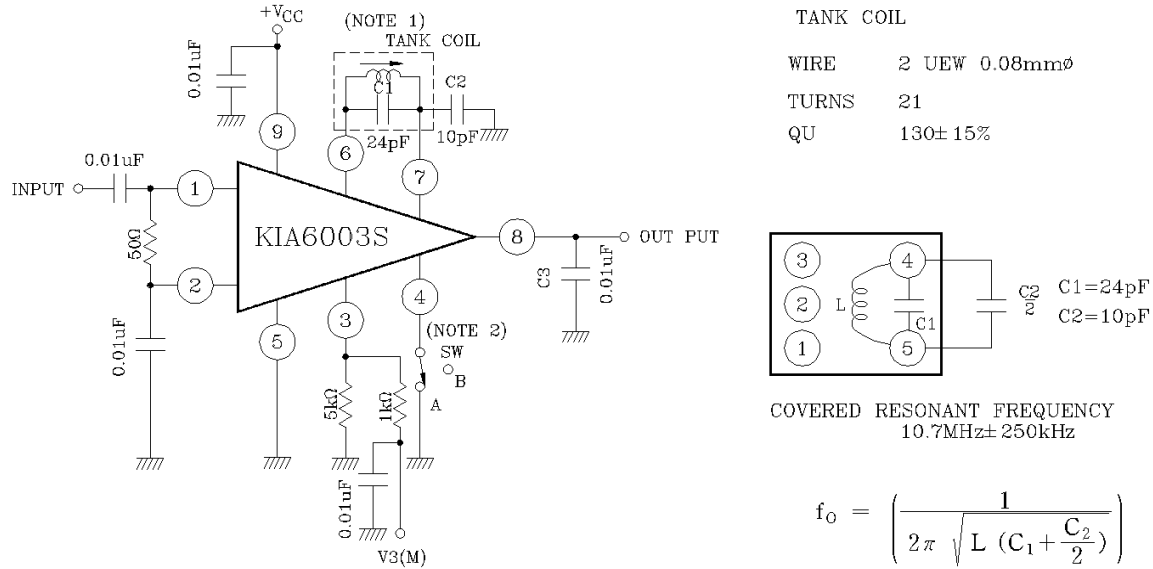 +VCC
(NOTE 1)
TANK COIL
0.01uF
C1
C2
24pF
10pF
9
6
7
0.01uF
INPUT
1
50Ω
2
0.01uF
KIA6003S
8
OUT PUT
C3
0.01uF
5
3
4
(NOTE 2)
SW
B
A
5kΩ
1kΩ
0.01uF
V3(M)
TANK COIL
WIRE 2 UEW 0.08mmø
TURNS 21
QU 130±15%
3
4
2
L
C1
C2
2
1
5
C1=24pF
C2=10pF
COVERED RESONANT FREQUENCY
10.7MHz±250kHz
fO = ( 1 / 2π √ L (C1+ C2 / 2 ) )